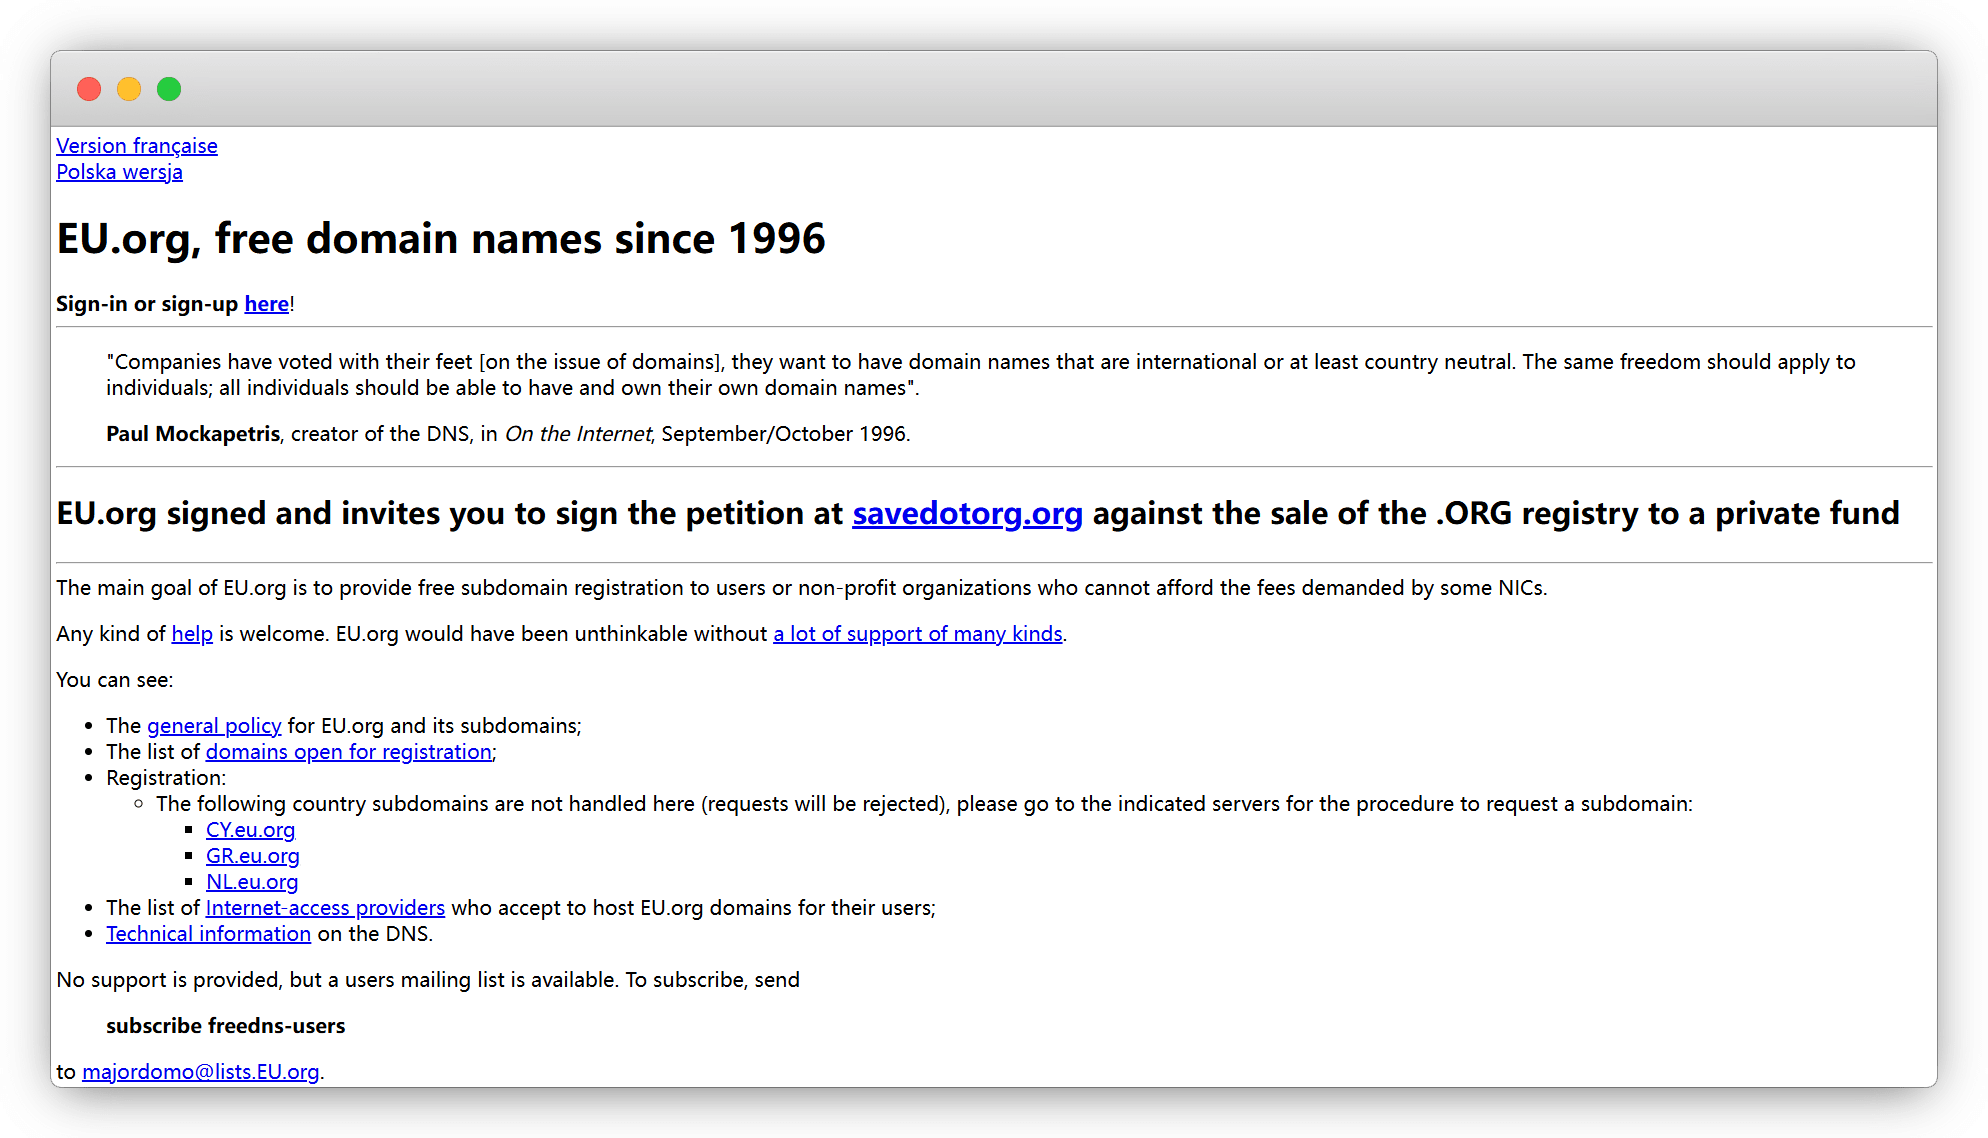 Version française
Polska wersja
EU.org, free domain names since 1996
Sign-in or sign-up here!
"Companies have voted with their feet [on the issue of domains], they want to have domain names that are international or at least country neutral. The same freedom should apply to
individuals; all individuals should be able to have and own their own domain names".
Paul Mockapetris, creator of the DNS, in On the Internet, September/October 1996.
EU.org signed and invites you to sign the petition at savedotorg.org against the sale of the .ORG registry to a private fund
The main goal of EU.org is to provide free subdomain registration to users or non-profit organizations who cannot afford the fees demanded by some NICs.
Any kind of help is welcome. EU.org would have been unthinkable without a lot of support of many kinds.
You can see:
• The general policy for EU.org and its subdomains;
• The list of domains open for registration;
• Registration:
◦ The following country subdomains are not handled here (requests will be rejected), please go to the indicated servers for the procedure to request a subdomain:
▪ CY.eu.org
▪ GR.eu.org
▪ NL.eu.org
• The list of Internet-access providers who accept to host EU.org domains for their users;
• Technical information on the DNS.
No support is provided, but a users mailing list is available. To subscribe, send
subscribe freedns-users
to majordomo@lists.EU.org.